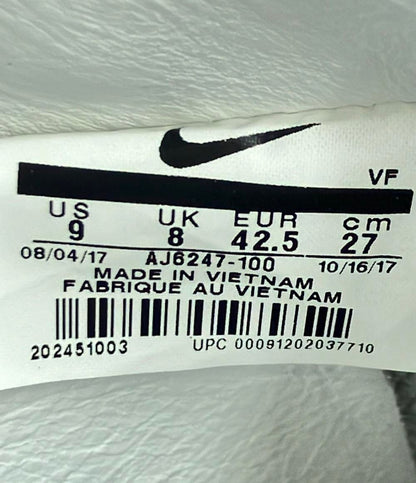 VF
US UK EUR cm
9 8 42.5 27
08/04/17 AJ6247-100 10/16/17
MADE IN VIETNAM
FABRIQUE AU VIETNAM
202451003 UPC 00091202037710